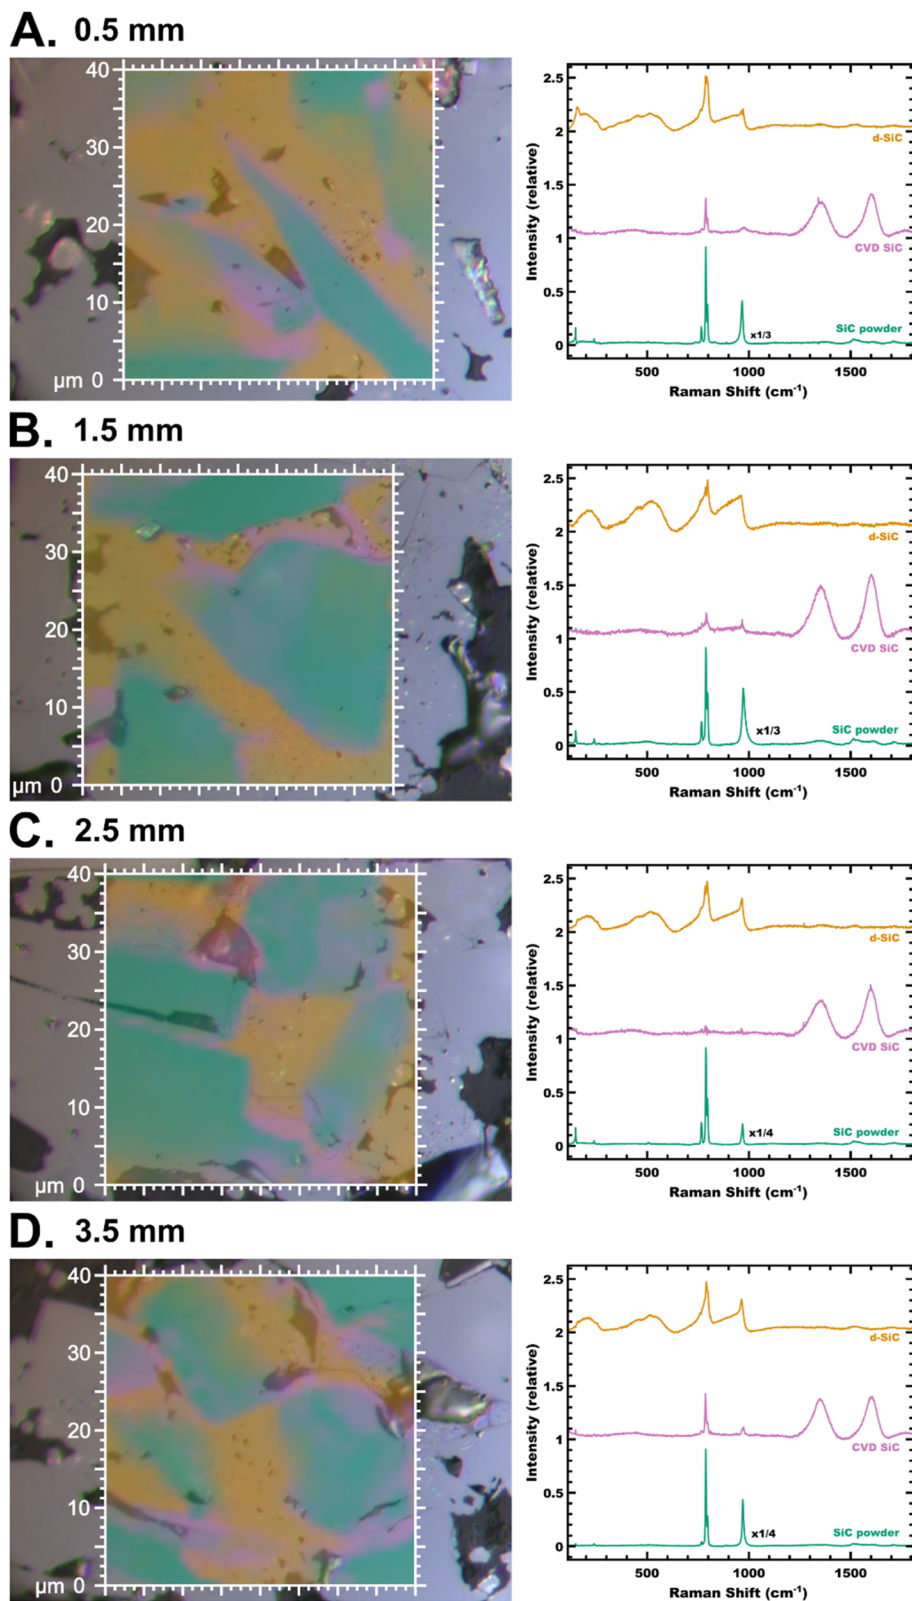 A. 0.5 mm
40
30
20
10
µm 0
2.5
2
1.5
1
0.5
0
Intensity (relative)
d-SiC
CVD SiC
x1/3
SiC powder
500 1000 1500
Raman Shift (cm-1)
B. 1.5 mm
40
30
20
10
µm 0
2.5
2
1.5
1
0.5
0
Intensity (relative)
d-SiC
CVD SiC
SiC powder
x1/3
500 1000 1500
Raman Shift (cm-1)
C. 2.5 mm
40
30
20
10
µm 0
2.5
2
1.5
1
0.5
0
Intensity (relative)
d-SiC
CVD SiC
x1/4
SiC powder
500 1000 1500
Raman Shift (cm-1)
D. 3.5 mm
40
30
20
10
µm 0
2.5
2
1.5
1
0.5
0
Intensity (relative)
d-SiC
CVD SiC
x1/4
SiC powder
500 1000 1500
Raman Shift (cm-1)